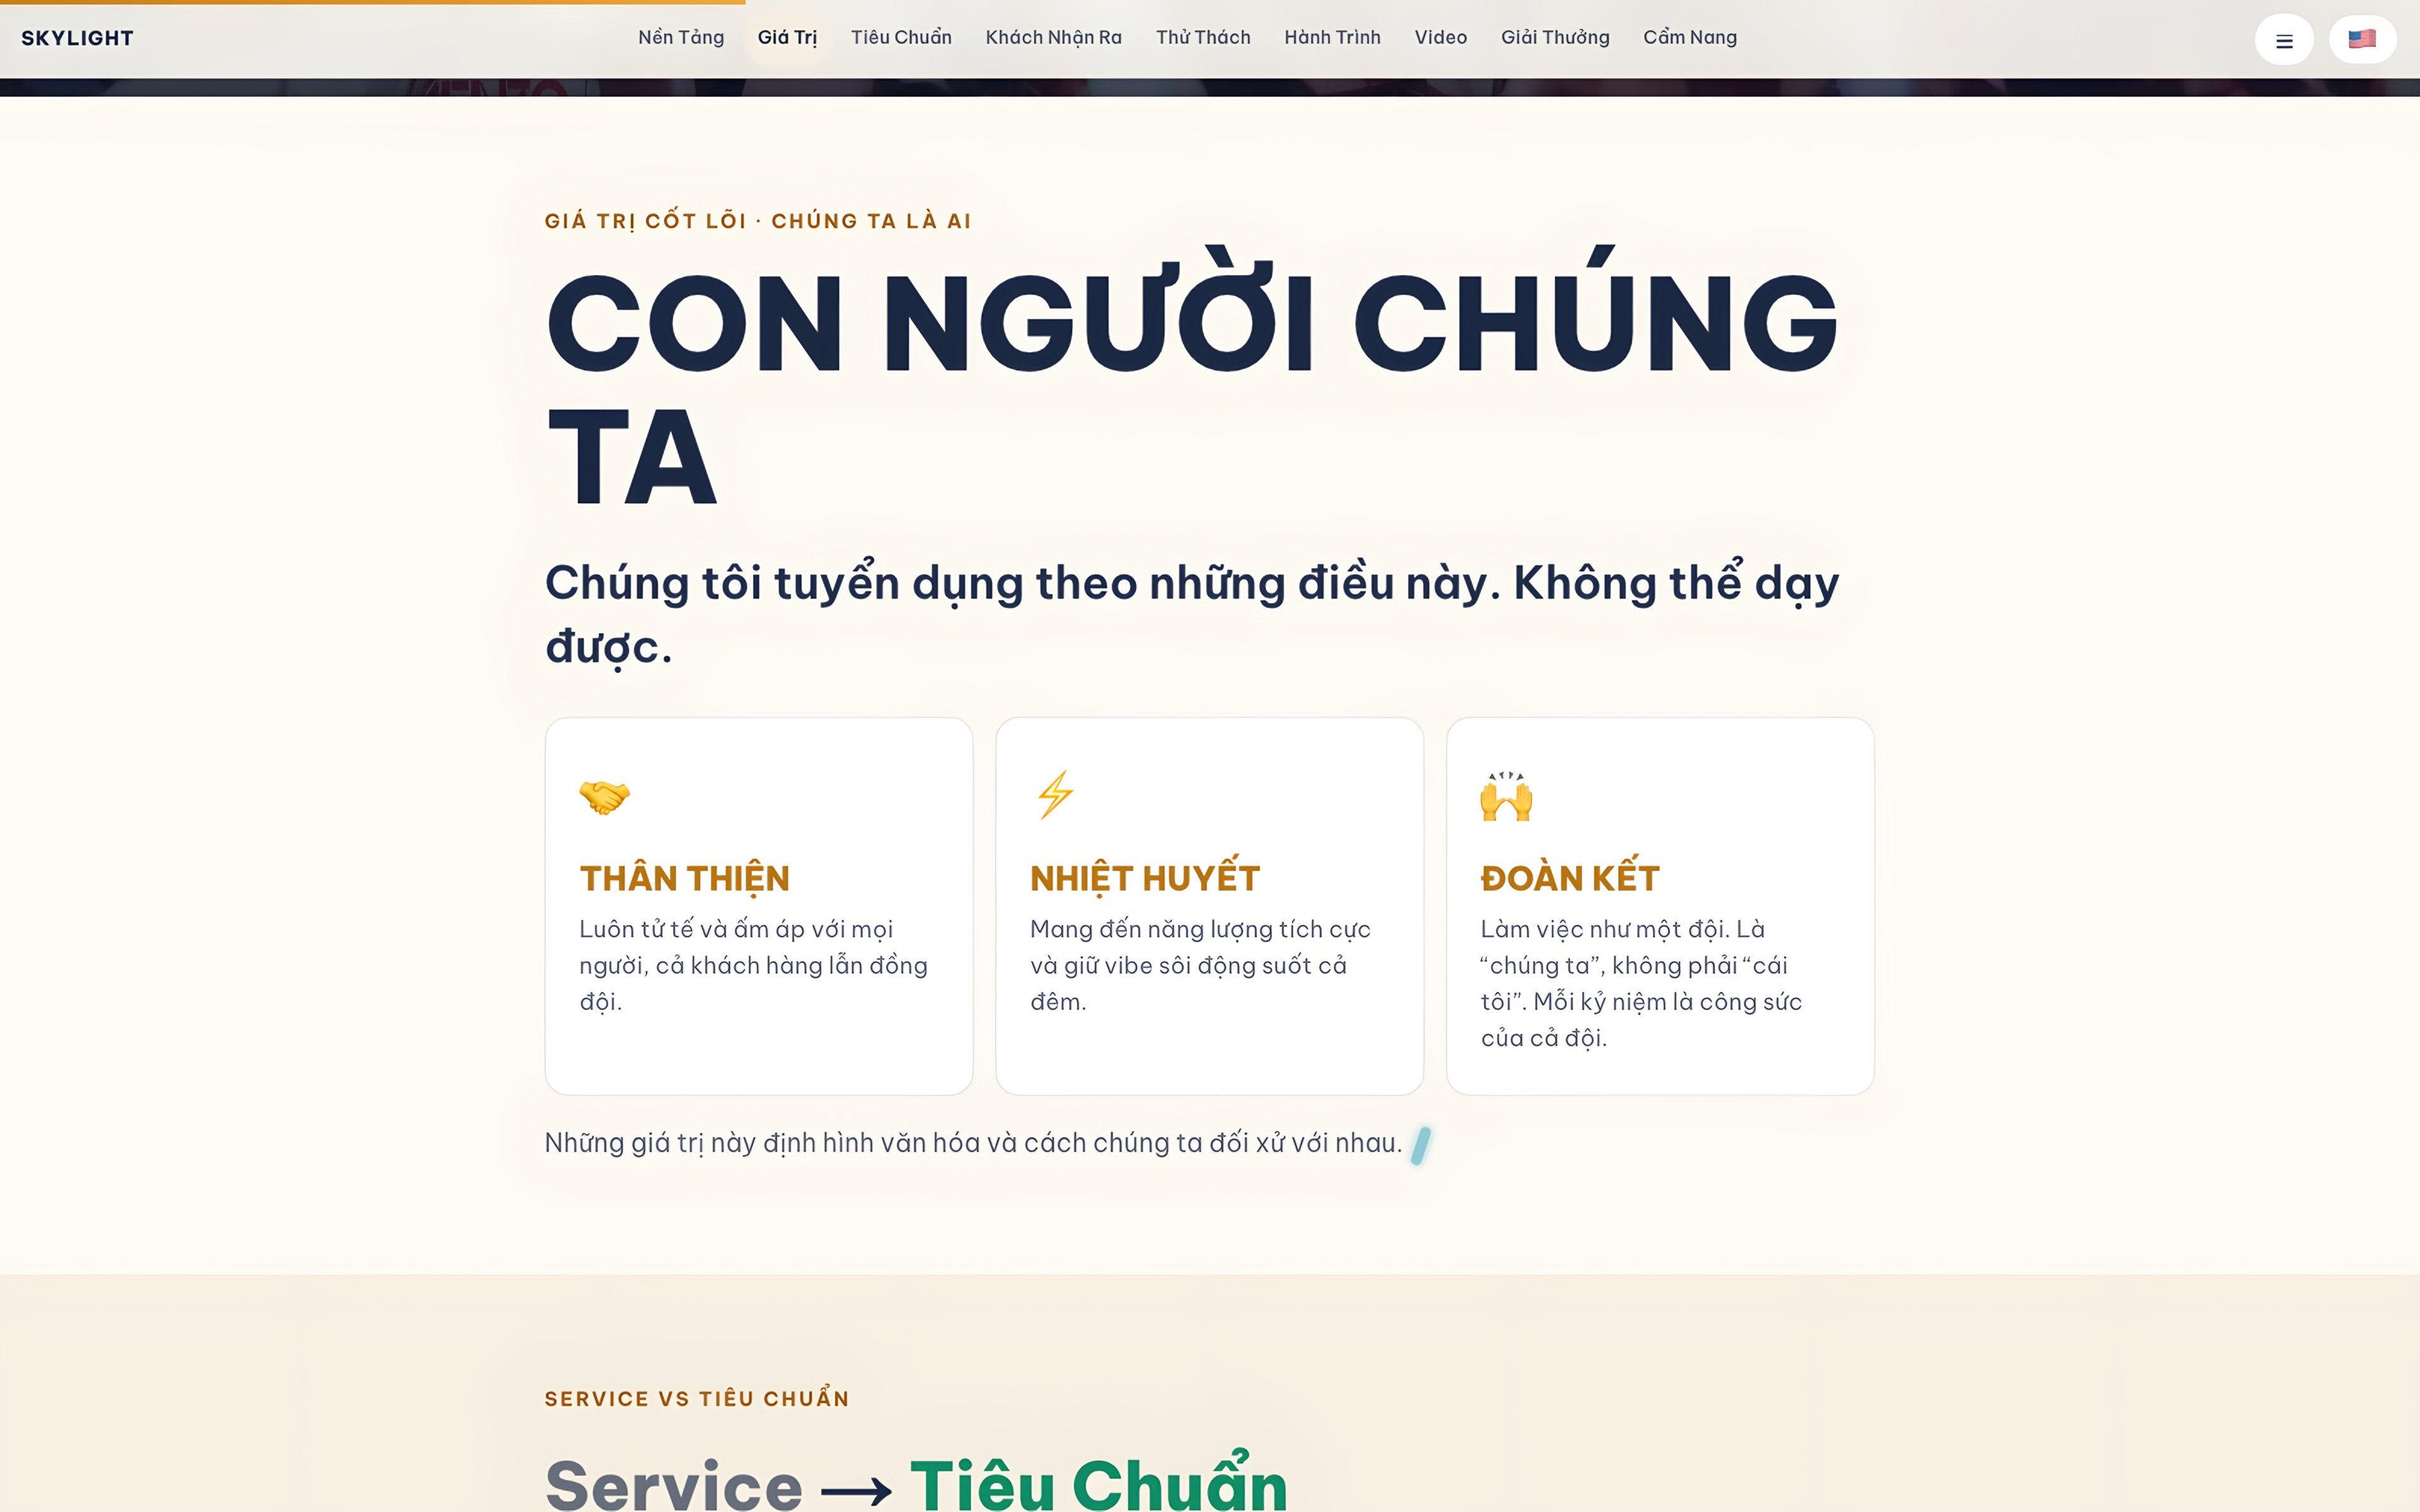 SKYLIGHT
Nền Tảng
Giá Trị
Tiêu Chuẩn
Khách Nhận Ra
Thử Thách
Hành Trình
Video
Giải Thưởng
Cẩm Nang
GIÁ TRỊ CỐT LÕI · CHÚNG TA LÀ AI
CON NGƯỜI CHÚNG
TA
Chúng tôi tuyển dụng theo những điều này. Không thể dạy
được.
THÂN THIỆN
Luôn tử tế và ấm áp với mọi
người, cả khách hàng lẫn đồng
đội.
NHIỆT HUYẾT
Mang đến năng lượng tích cực
và giữ vibe sôi động suốt cả
đêm.
ĐOÀN KẾT
Làm việc như một đội. Là
“chúng ta”, không phải “cái
tôi”. Mỗi kỷ niệm là công sức
của cả đội.
Những giá trị này định hình văn hóa và cách chúng ta đối xử với nhau.
SERVICE VS TIÊU CHUẨN
Service → Tiêu Chuẩn